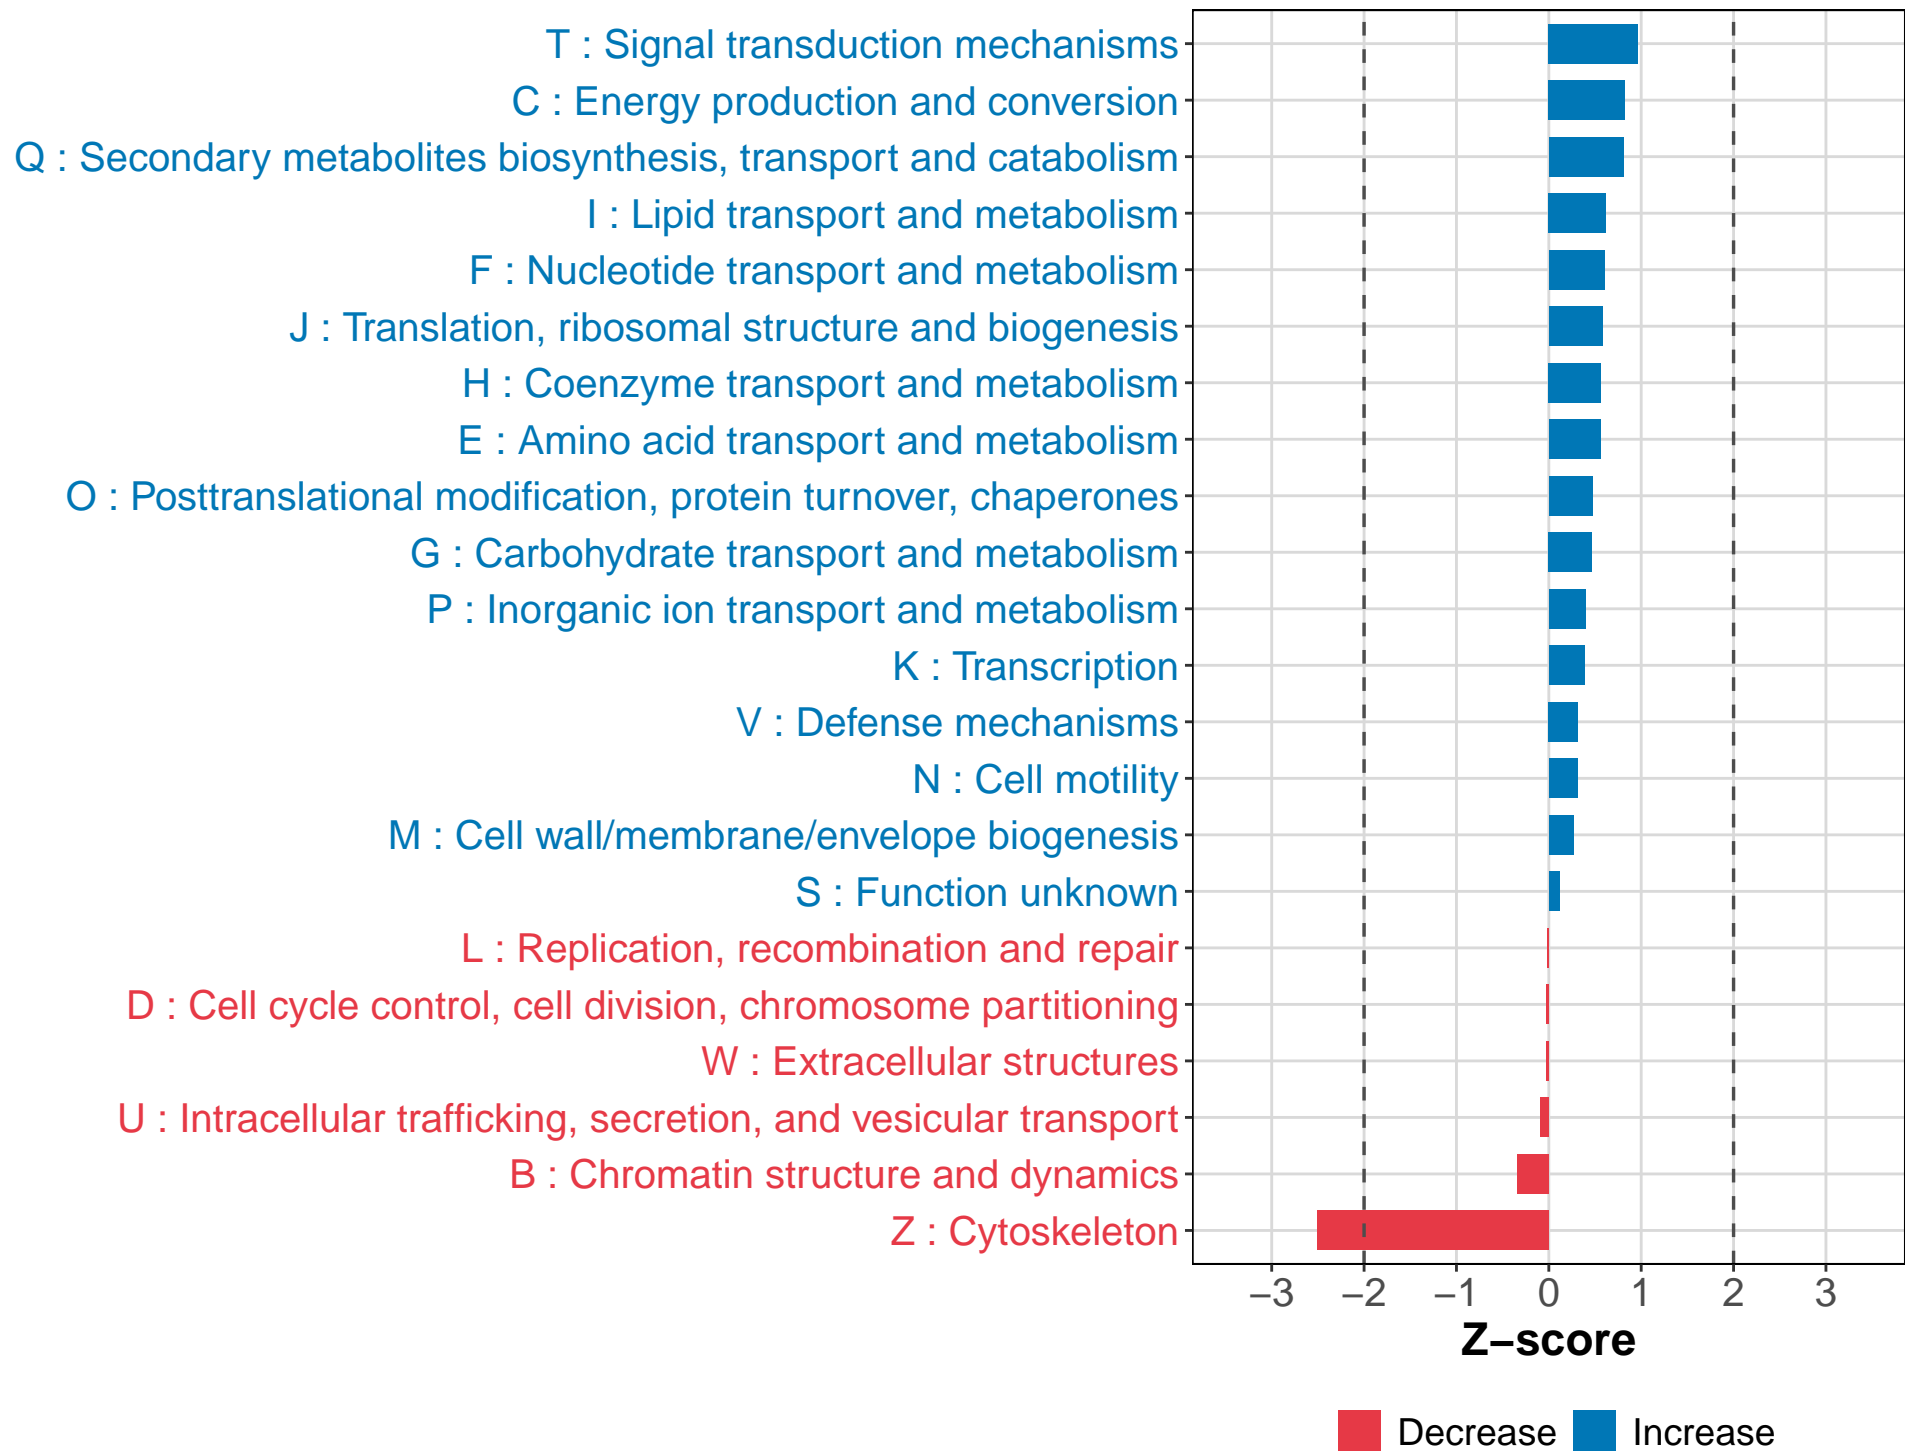 T : Signal transduction mechanisms
C : Energy production and conversion
Q : Secondary metabolites biosynthesis, transport and catabolism
I : Lipid transport and metabolism
F : Nucleotide transport and metabolism
J : Translation, ribosomal structure and biogenesis
H : Coenzyme transport and metabolism
E : Amino acid transport and metabolism
O : Posttranslational modification, protein turnover, chaperones
G : Carbohydrate transport and metabolism
P : Inorganic ion transport and metabolism
K : Transcription
V : Defense mechanisms
N : Cell motility
M : Cell wall/membrane/envelope biogenesis
S : Function unknown
L : Replication, recombination and repair
D : Cell cycle control, cell division, chromosome partitioning
W : Extracellular structures
U : Intracellular trafficking, secretion, and vesicular transport
B : Chromatin structure and dynamics
Z : Cytoskeleton
−3 −2 −1 0 1 2 3
Z−score
Decrease Increase